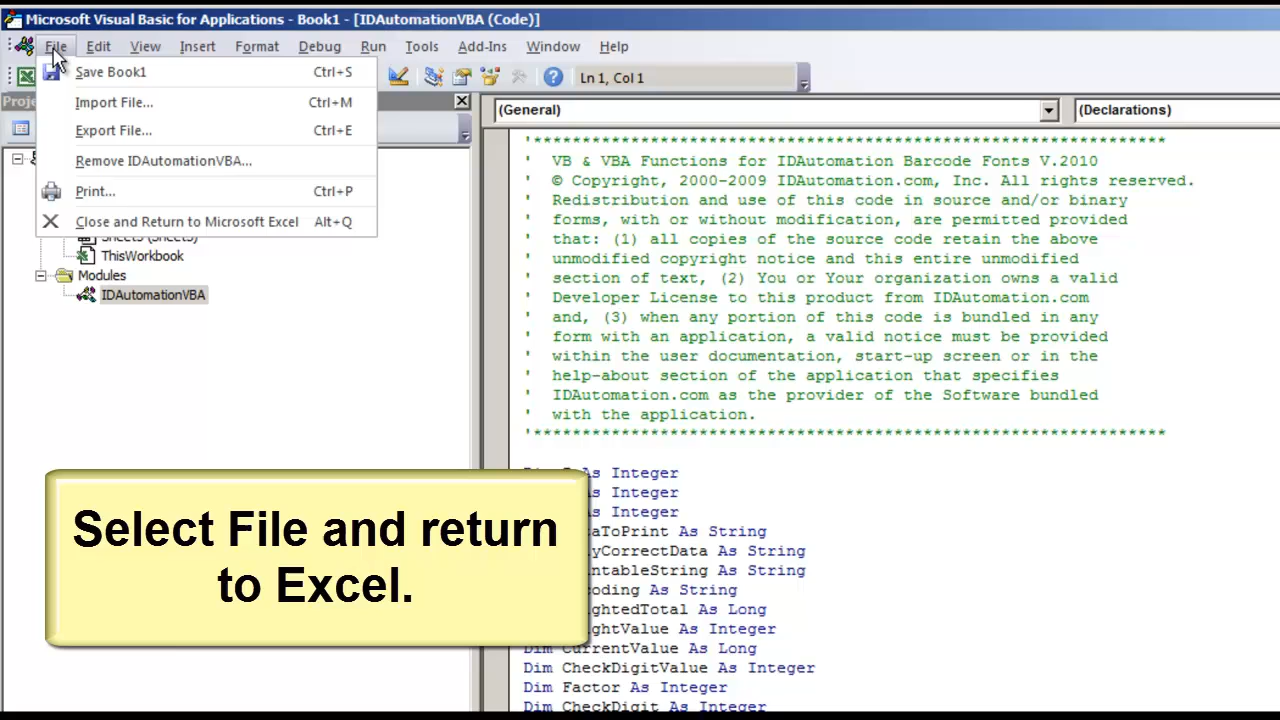 Microsoft Visual Basic for Applications - Book1 - [IDAutomationVBA (Code)]
File Edit View Insert Format Debug Run Tools Add-Ins Window Help
Ln 1, Col 1
Save Book1 Ctrl+S
Import File... Ctrl+M
Export File... Ctrl+E
Remove IDAutomationVBA...
Print... Ctrl+P
Close and Return to Microsoft Excel Alt+Q
ThisWorkbook
Modules
IDAutomationVBA
(General) (Declarations)
'*****************************************************************
' VB & VBA Functions for IDAutomation Barcode Fonts V.2010
' © Copyright, 2000-2009 IDAutomation.com, Inc. All rights reserved.
' Redistribution and use of this code in source and/or binary
' forms, with or without modification, are permitted provided
' that: (1) all copies of the source code retain the above
' unmodified copyright notice and this entire unmodified
' section of text, (2) You or Your organization owns a valid
' Developer License to this product from IDAutomation.com
' and, (3) when any portion of this code is bundled in any
' form with an application, a valid notice must be provided
' within the user documentation, start-up screen or in the
' help-about section of the application that specifies
' IDAutomation.com as the provider of the Software bundled
' with the application.
'*****************************************************************
As Integer
As Integer
As Integer
As String
As String
As String
As String
As Long
As Integer
Dim CurrentValue As Long
Dim CheckDigitValue As Integer
Dim Factor As Integer
Dim CheckDigit As Integer
Select File and return
to Excel.